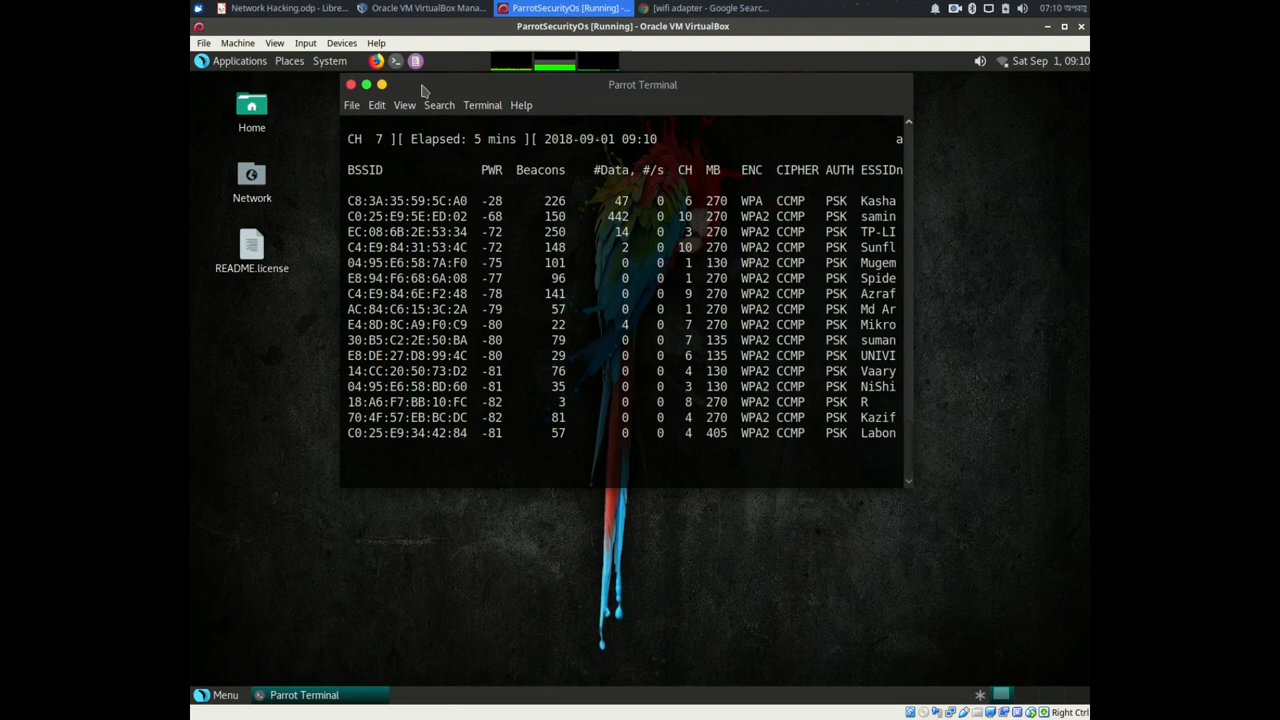 Network Hacking.odp - Libre...
Oracle VM VirtualBox Mana...
ParrotSecurityOs [Running] -...
[wifi adapter - Google Searc...
07:10 অপরাহ্ণ
ParrotSecurityOs [Running] - Oracle VM VirtualBox
File Machine View Input Devices Help
Applications Places System
Sat Sep 1, 09:10
Parrot Terminal
File Edit View Search Terminal Help
Home
Network
README.license
CH 7 ][ Elapsed: 5 mins ][ 2018-09-01 09:10 a
BSSID PWR Beacons #Data, #/s CH MB ENC CIPHER AUTH ESSIDn
C8:3A:35:59:5C:A0 -28 226 47 0 6 270 WPA CCMP PSK Kasha
C0:25:E9:5E:ED:02 -68 150 442 0 10 270 WPA2 CCMP PSK samin
EC:08:6B:2E:53:34 -72 250 14 0 3 270 WPA2 CCMP PSK TP-LI
C4:E9:84:31:53:4C -72 148 2 0 10 270 WPA2 CCMP PSK Sunfl
04:95:E6:58:7A:F0 -75 101 0 0 1 130 WPA2 CCMP PSK Mugem
E8:94:F6:68:6A:08 -77 96 0 0 1 270 WPA2 CCMP PSK Spide
C4:E9:84:6E:F2:48 -78 141 0 0 9 270 WPA2 CCMP PSK Azraf
AC:84:C6:15:3C:2A -79 57 0 0 1 270 WPA2 CCMP PSK Md Ar
E4:8D:8C:A9:F0:C9 -80 22 4 0 7 270 WPA2 CCMP PSK Mikro
30:B5:C2:2E:50:BA -80 79 0 0 7 135 WPA2 CCMP PSK suman
E8:DE:27:D8:99:4C -80 29 0 0 6 135 WPA2 CCMP PSK UNIVI
14:CC:20:50:73:D2 -81 76 0 0 4 130 WPA2 CCMP PSK Vaary
04:95:E6:58:BD:60 -81 35 0 0 3 130 WPA2 CCMP PSK NiShi
18:A6:F7:BB:10:FC -82 3 0 0 8 270 WPA2 CCMP PSK R
70:4F:57:EB:BC:DC -82 81 0 0 4 270 WPA2 CCMP PSK Kazif
C0:25:E9:34:42:84 -81 57 0 0 4 405 WPA2 CCMP PSK Labon
Menu
Parrot Terminal
Right Ctrl